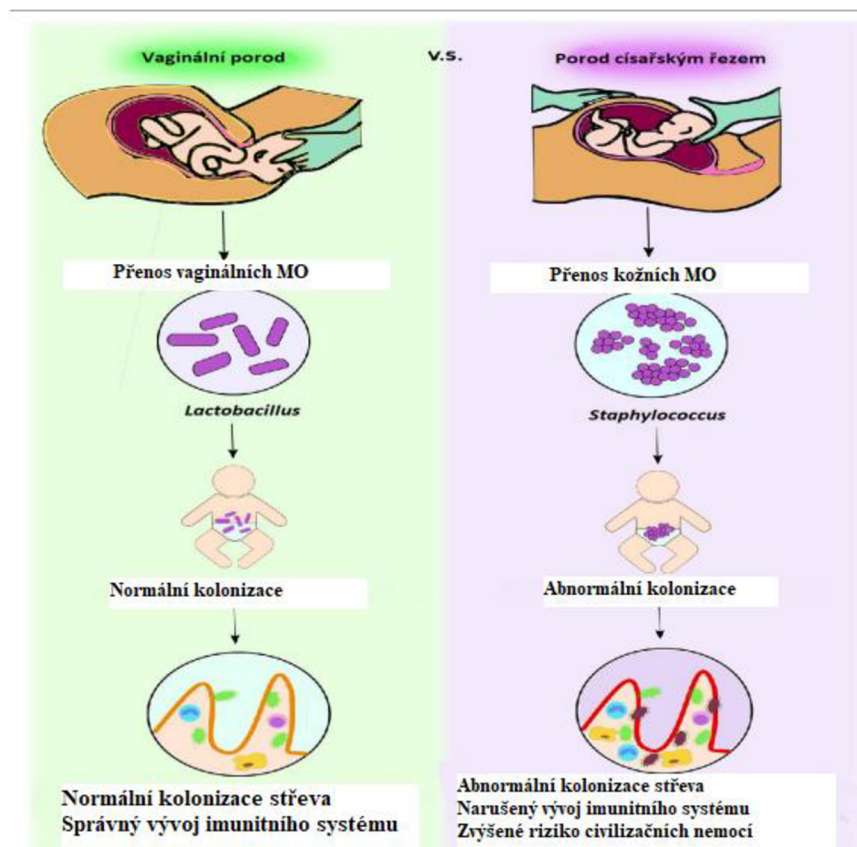 Vaginální porod
V.S.
Porod císařským řezem
Přenos vaginálních MO
Přenos kožních MO
Lactobacillus
Staphylococcus
Normální kolonizace
Abnormální kolonizace
Normální kolonizace střeva
Správný vývoj imunitního systému
Abnormální kolonizace střeva
Narušený vývoj imunitního systému
Zvýšené riziko civilizačních nemocí